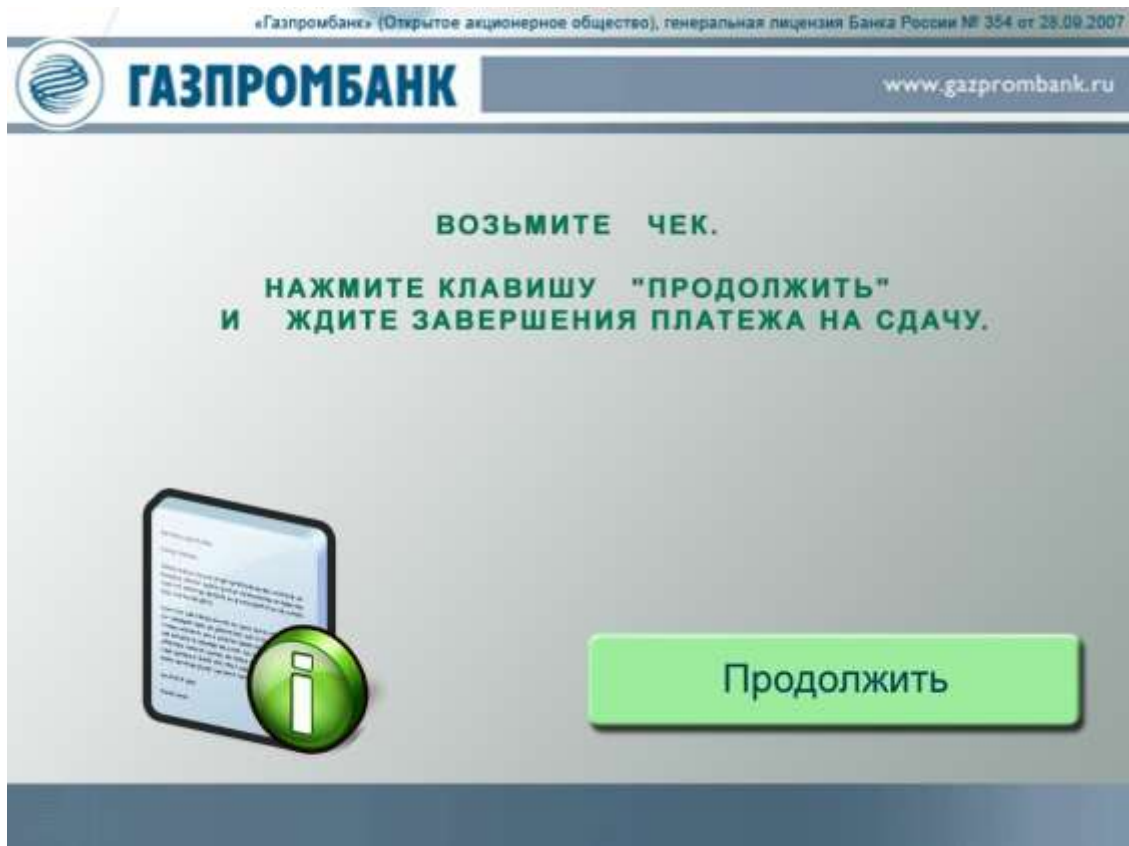 «Газпромбанк» (Открытое акционерное общество), генеральная лицензия Банка России № 354 от 28.09.2007
ГАЗПРОМБАНК
www.gazprombank.ru
ВОЗЬМИТЕ ЧЕК.
НАЖМИТЕ КЛАВИШУ "ПРОДОЛЖИТЬ"
И ЖДИТЕ ЗАВЕРШЕНИЯ ПЛАТЕЖА НА СДАЧУ.
i
Продолжить